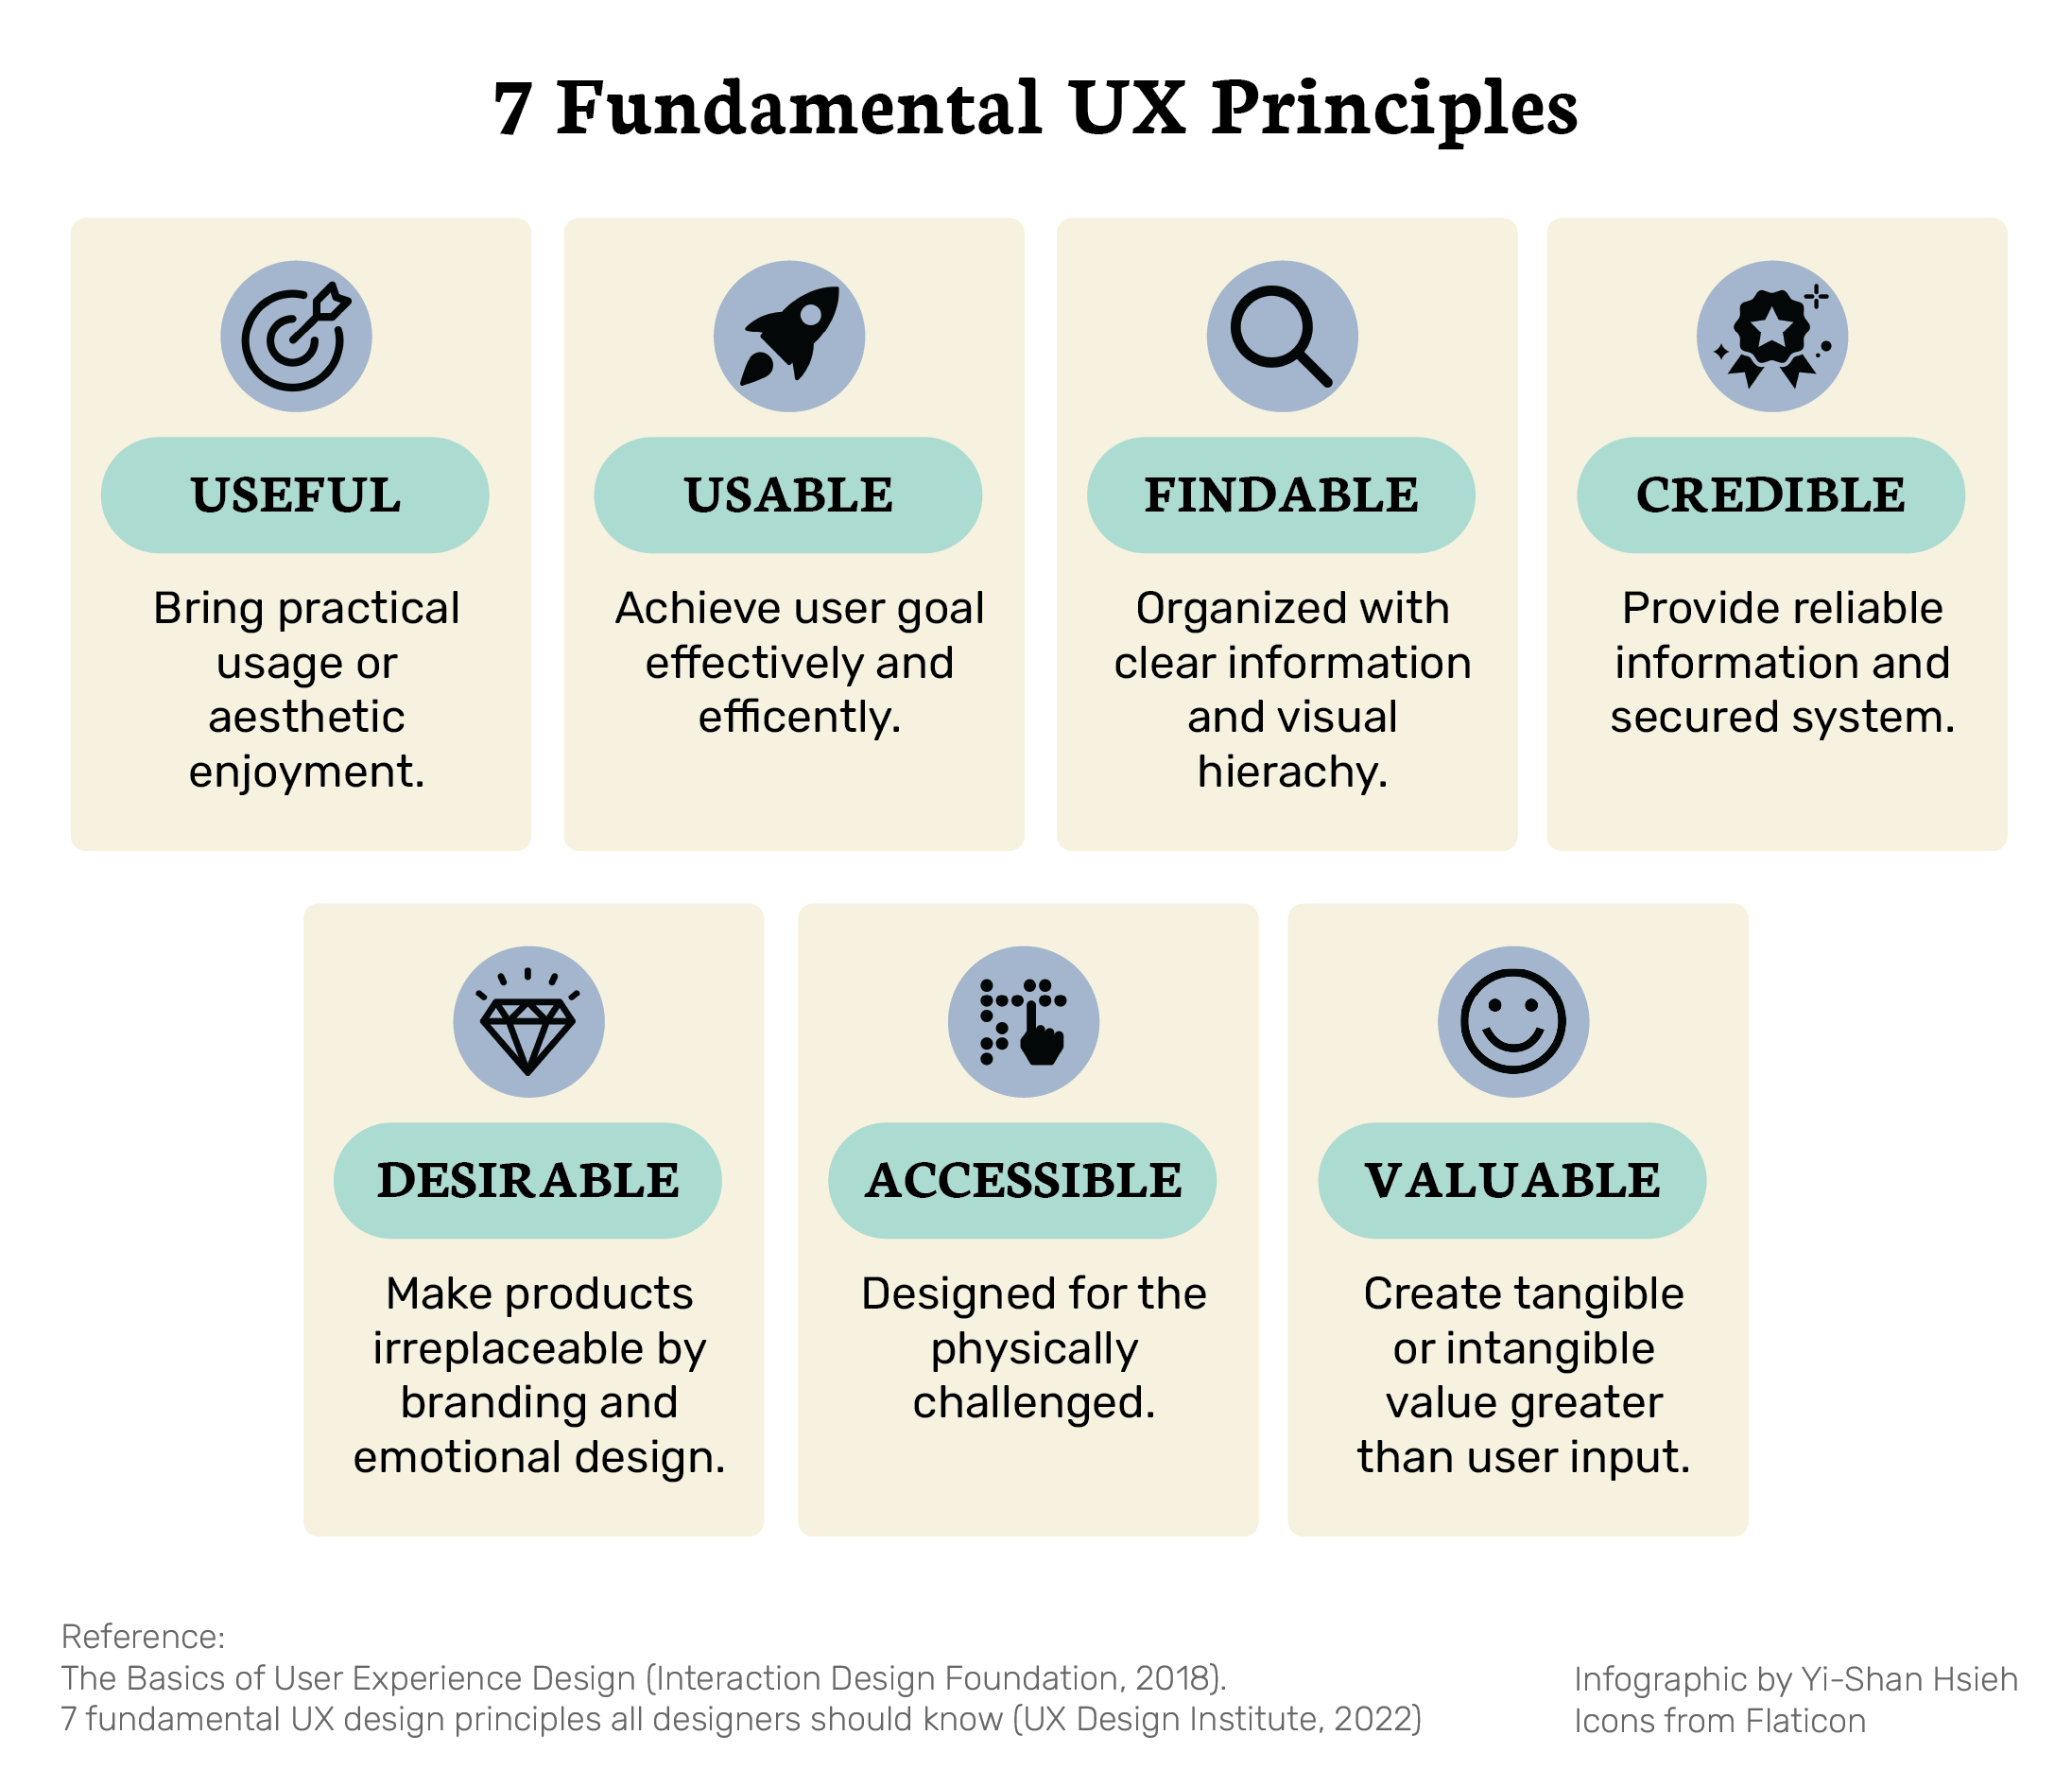 7 Fundamental UX Principles
USEFUL
Bring practical
usage or
aesthetic
enjoyment.
USABLE
Achieve user goal
effectively and
efficently.
FINDABLE
Organized with
clear information
and visual
hierachy.
CREDIBLE
Provide reliable
information and
secured system.
DESIRABLE
Make products
irreplaceable by
branding and
emotional design.
ACCESSIBLE
Designed for the
physically
challenged.
VALUABLE
Create tangible
or intangible
value greater
than user input.
Reference:
The Basics of User Experience Design (Interaction Design Foundation, 2018).
7 fundamental UX design principles all designers should know (UX Design Institute, 2022)
Infographic by Yi-Shan Hsieh
Icons from Flaticon